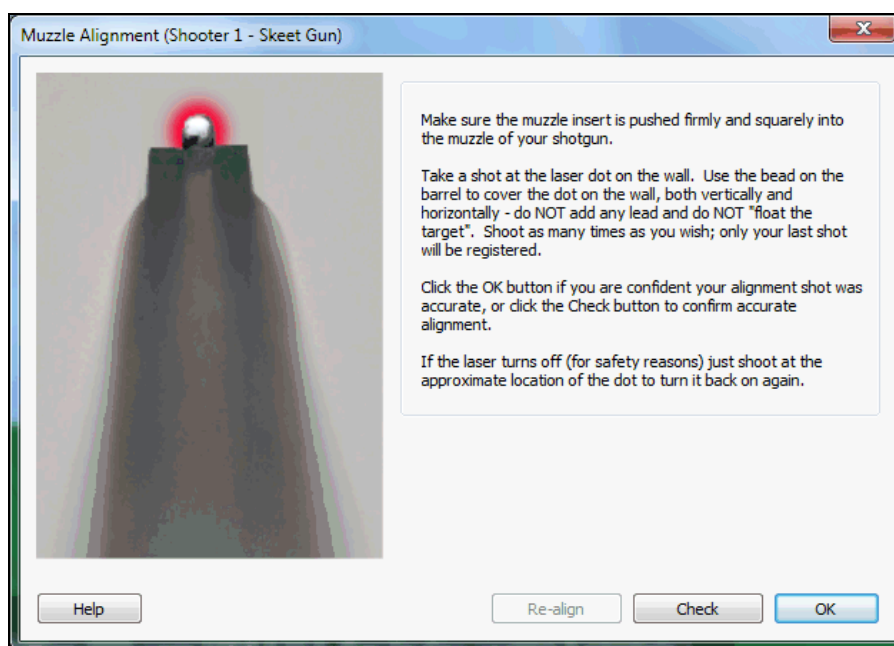 Muzzle Alignment (Shooter 1 - Skeet Gun)
Make sure the muzzle insert is pushed firmly and squarely into
the muzzle of your shotgun.
Take a shot at the laser dot on the wall.  Use the bead on the
barrel to cover the dot on the wall, both vertically and
horizontally - do NOT add any lead and do NOT "float the
target".  Shoot as many times as you wish; only your last shot
will be registered.
Click the OK button if you are confident your alignment shot was
accurate, or click the Check button to confirm accurate
alignment.
If the laser turns off (for safety reasons) just shoot at the
approximate location of the dot to turn it back on again.
Help
Re-align
Check
OK